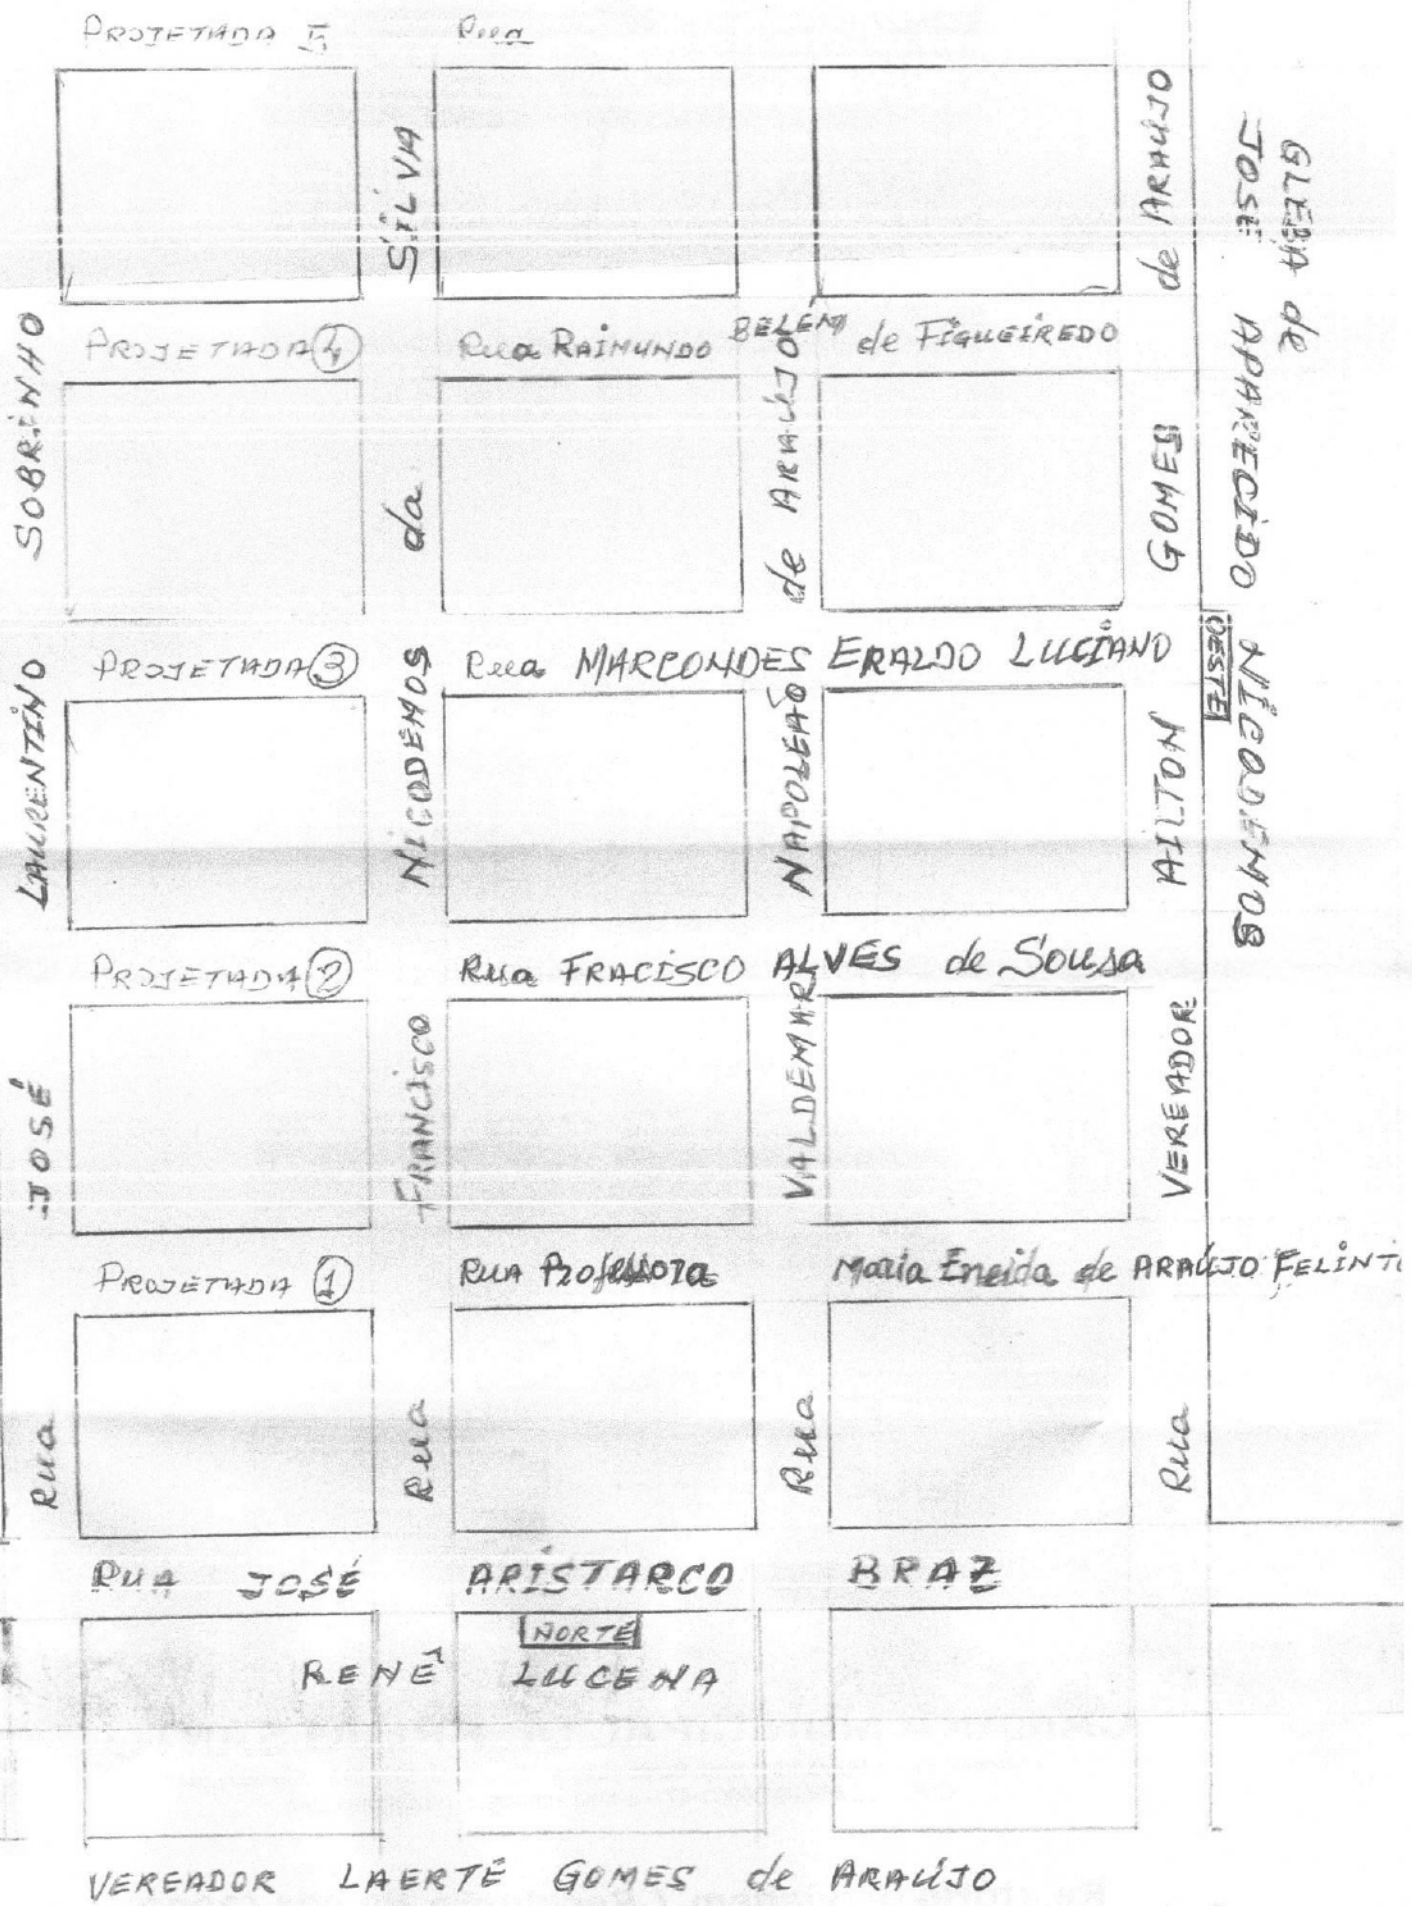 PROJETADA 5 Rua
PROJETADA 4 Rua RAIMUNDO BELÉM de FIGUEIREDO
PROJETADA 3 Rua MARCONDES ERALDO LUCIANO
PROJETADA 2 Rua FRACISCO ALVES de Sousa
PROJETADA 1 RUA Professora Maria Eneida de ARAÚJO FELINTO
RUA JOSÉ ARISTARCO BRAZ
NORTE
RENÊ LUCENA
VEREADOR LAERTE GOMES de ARAÚJO
Rua JOSÉ LAURENTINO SOBRINHO
Rua FRANCISCO NICODEMOS da SILVA
Rua VALDEMAR NAPOLEÃO de ARAÚJO
Rua VEREADOR AILTON GOMES de ARAUJO
OESTE
GLEBA de
JOSE APARECIDO NICODEMOS